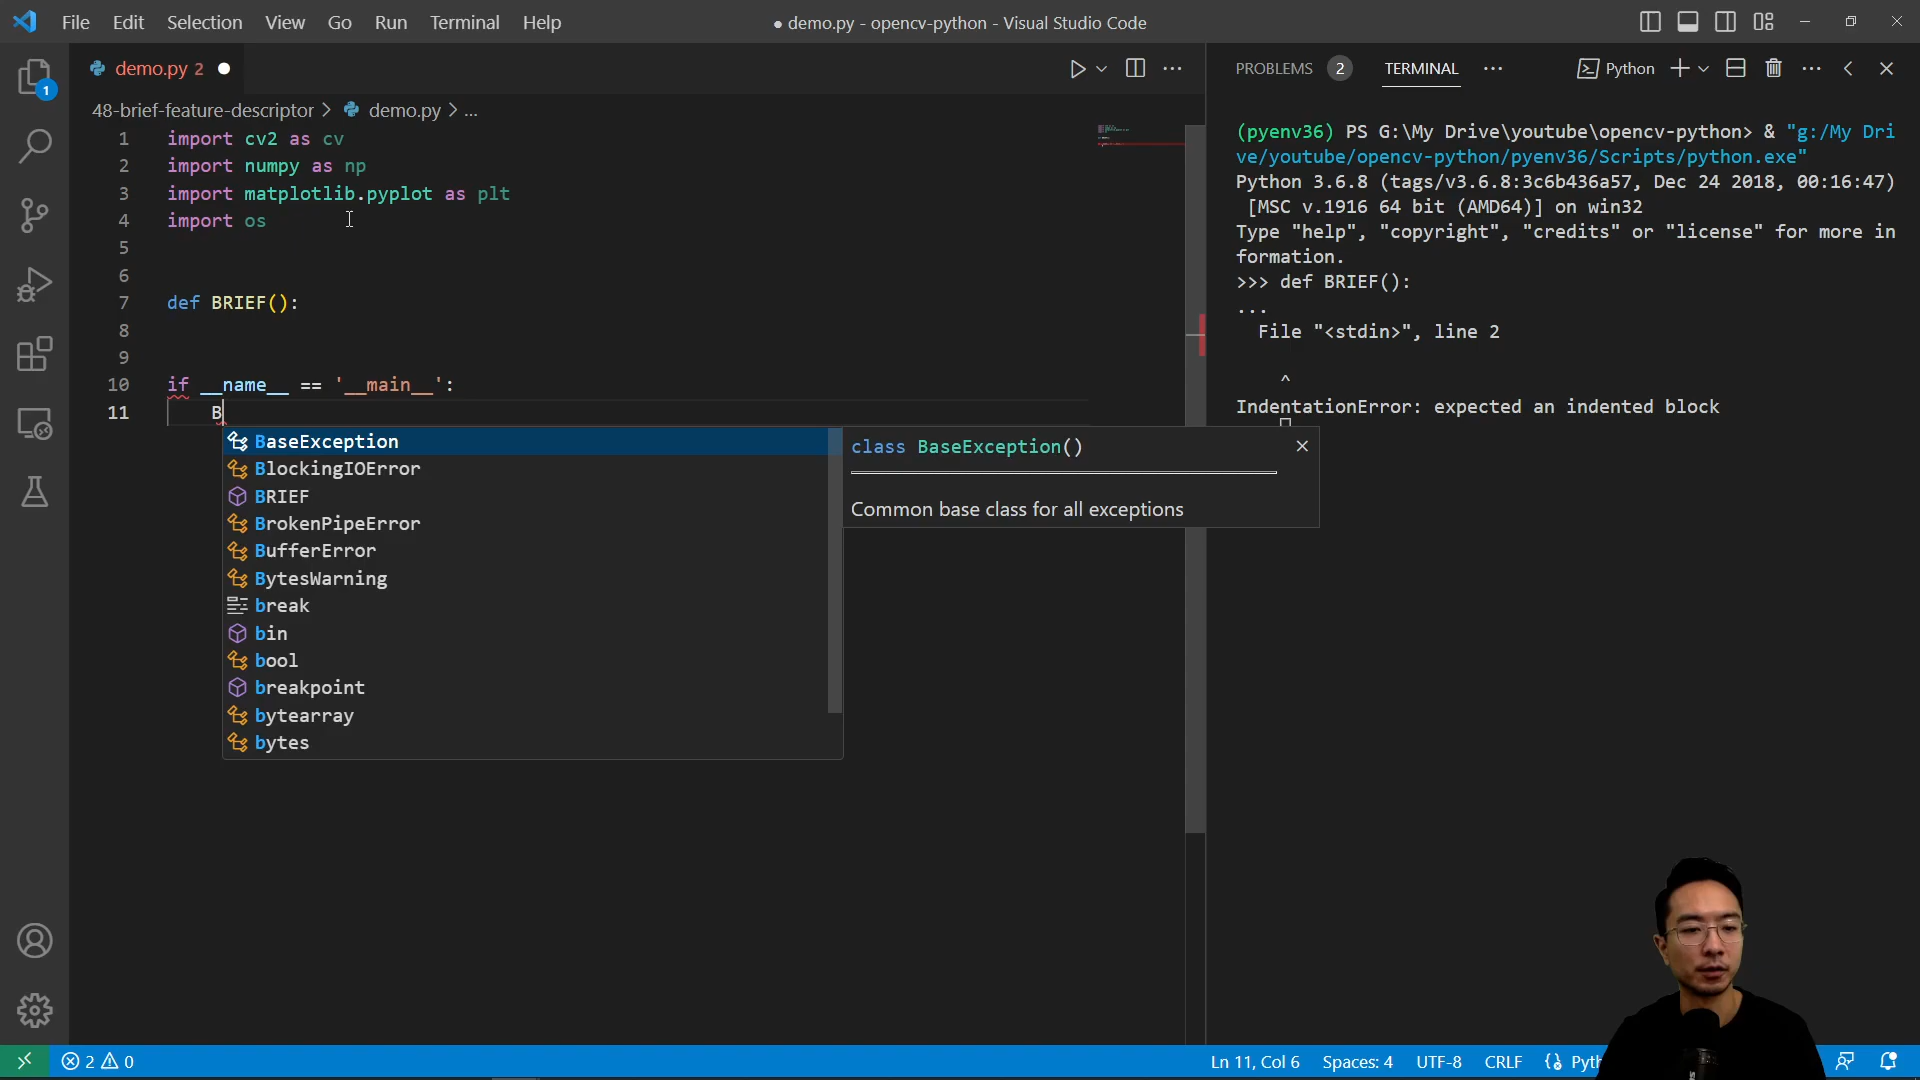 File Edit Selection View Go Run Terminal Help
● demo.py - opencv-python - Visual Studio Code
demo.py 2
48-brief-feature-descriptor > demo.py > ...
1 import cv2 as cv
2 import numpy as np
3 import matplotlib.pyplot as plt
4 import os
5
6
7 def BRIEF():
8
9
10 if __name__ == '__main__':
11 B
BaseException
BlockingIOError
BRIEF
BrokenPipeError
BufferError
BytesWarning
break
bin
bool
breakpoint
bytearray
bytes
class BaseException()
Common base class for all exceptions
PROBLEMS 2 TERMINAL ... Python
(pyenv36) PS G:\My Drive\youtube\opencv-python> & "g:/My Dri
ve/youtube/opencv-python/pyenv36/Scripts/python.exe"
Python 3.6.8 (tags/v3.6.8:3c6b436a57, Dec 24 2018, 00:16:47)
[MSC v.1916 64 bit (AMD64)] on win32
Type "help", "copyright", "credits" or "license" for more in
formation.
>>> def BRIEF():
...
File "<stdin>", line 2
^
IndentationError: expected an indented block
1
2 0
Ln 11, Col 6 Spaces: 4 UTF-8 CRLF Pyth